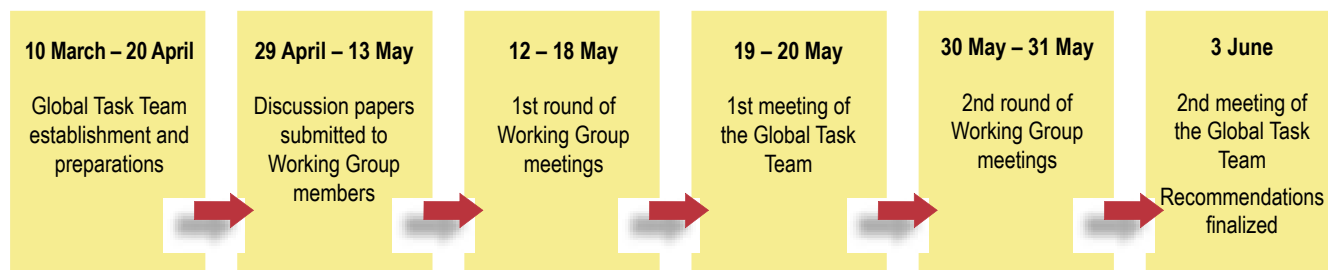 10 March – 20 April
Global Task Team
establishment and
preparations
29 April – 13 May
Discussion papers
submitted to
Working Group
members
12 – 18 May
1st round of
Working Group
meetings
19 – 20 May
1st meeting of
the Global Task
Team
30 May – 31 May
2nd round of
Working Group
meetings
3 June
2nd meeting of
the Global Task
Team
Recommendations
finalized